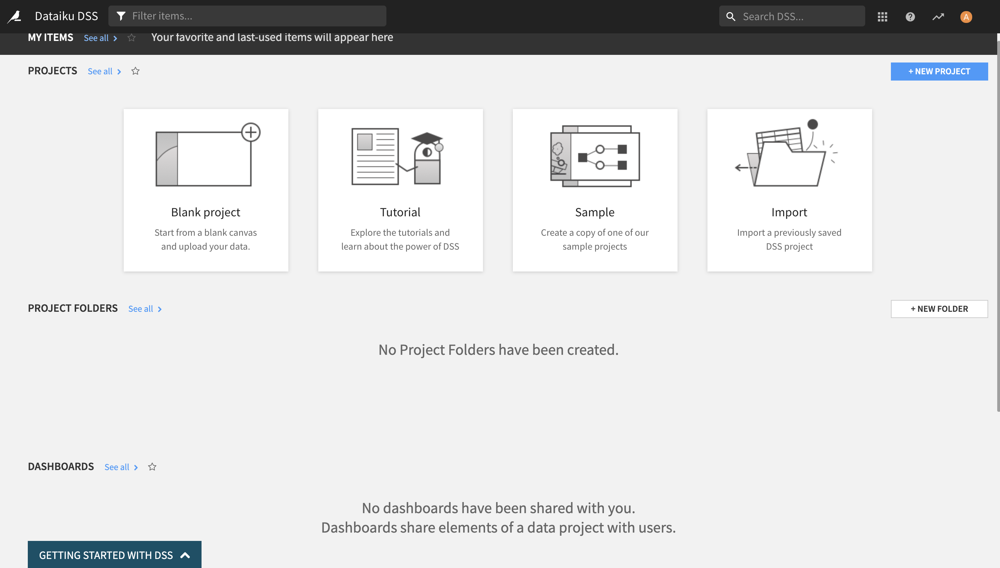 Dataiku DSS
Filter items...
Search DSS...
A
MY ITEMS See all
Your favorite and last-used items will appear here
PROJECTS See all
+ NEW PROJECT
Blank project
Start from a blank canvas
and upload your data.
Tutorial
Explore the tutorials and
learn about the power of DSS
Sample
Create a copy of one of our
sample projects
Import
Import a previously saved
DSS project
PROJECT FOLDERS See all
+ NEW FOLDER
No Project Folders have been created.
DASHBOARDS See all
No dashboards have been shared with you.
Dashboards share elements of a data project with users.
GETTING STARTED WITH DSS